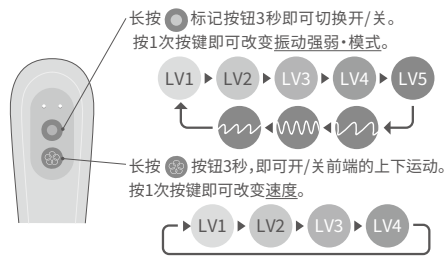 长按 标记按钮3秒即可切换开/关。
按1次按键即可改变振动强弱·模式。
LV1 LV2 LV3 LV4 LV5
长按 按钮3秒,即可开/关前端的上下运动。
按1次按键即可改变速度。
LV1 LV2 LV3 LV4